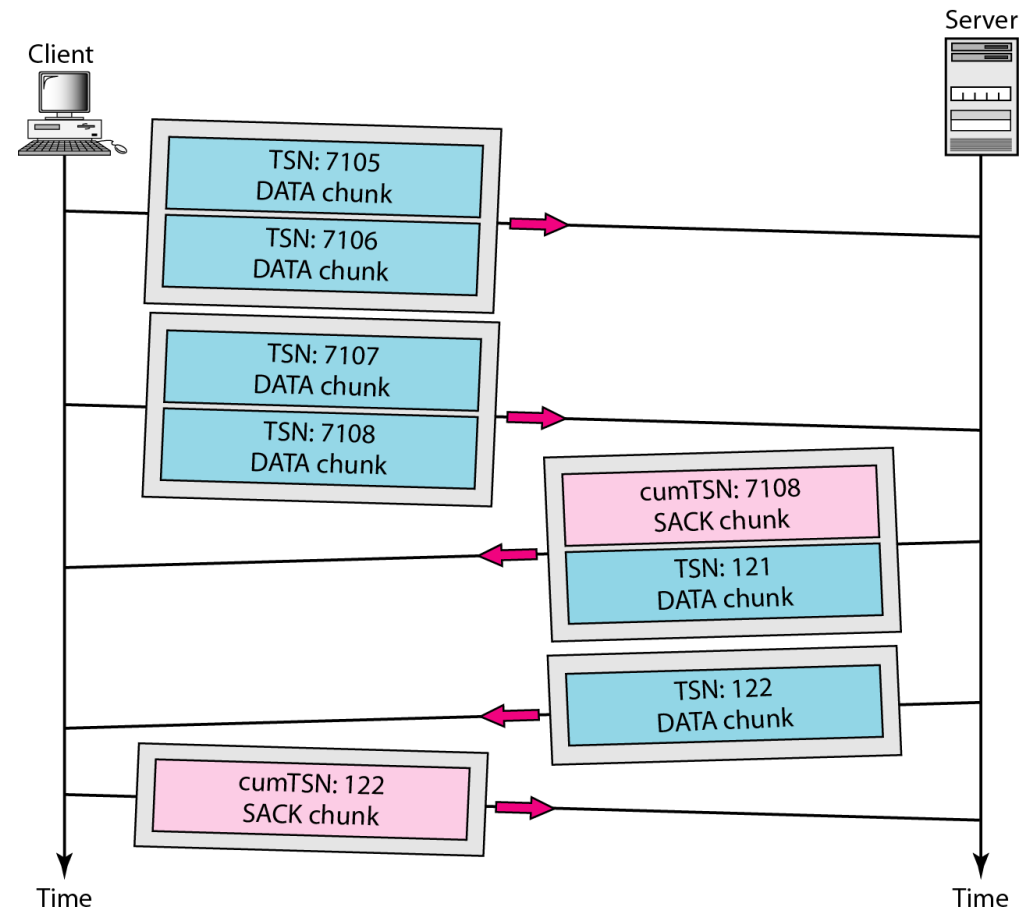 Client
Server
TSN: 7105
DATA chunk
TSN: 7106
DATA chunk
TSN: 7107
DATA chunk
TSN: 7108
DATA chunk
cumTSN: 7108
SACK chunk
TSN: 121
DATA chunk
TSN: 122
DATA chunk
cumTSN: 122
SACK chunk
Time
Time